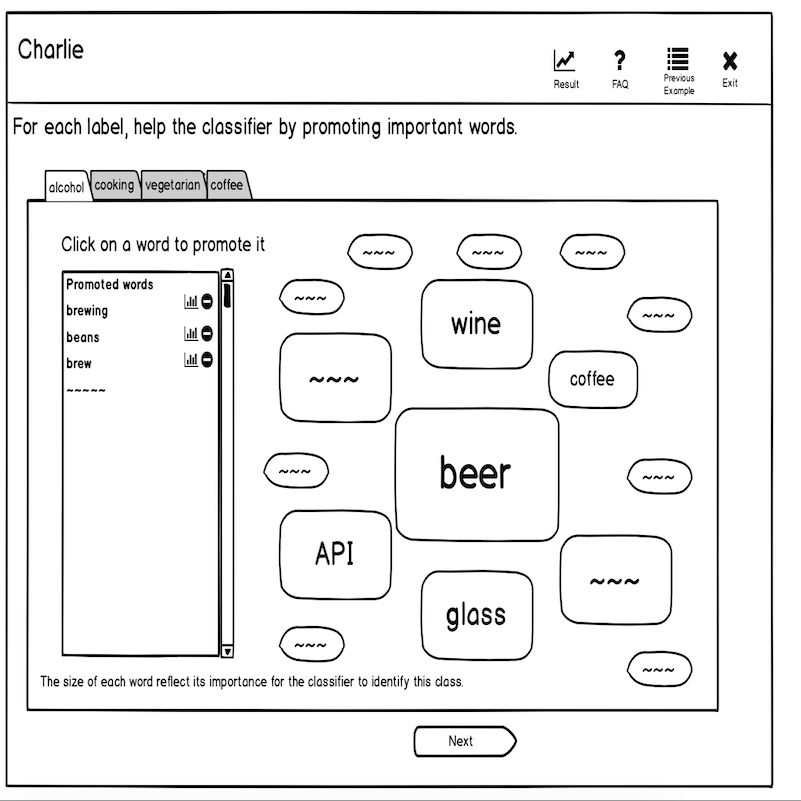 Charlie
Result
FAQ
Previous
Example
Exit
For each label, help the classifier by promoting important words.
alcohol
cooking
vegetarian
coffee
Click on a word to promote it
Promoted words
brewing
beans
brew
~~~~~
~~~
~~~
~~~
~~~
wine
~~~
~~~
coffee
beer
~~~
~~~
API
~~~
glass
~~~
~~~
The size of each word reflect its importance for the classifier to identify this class.
Next